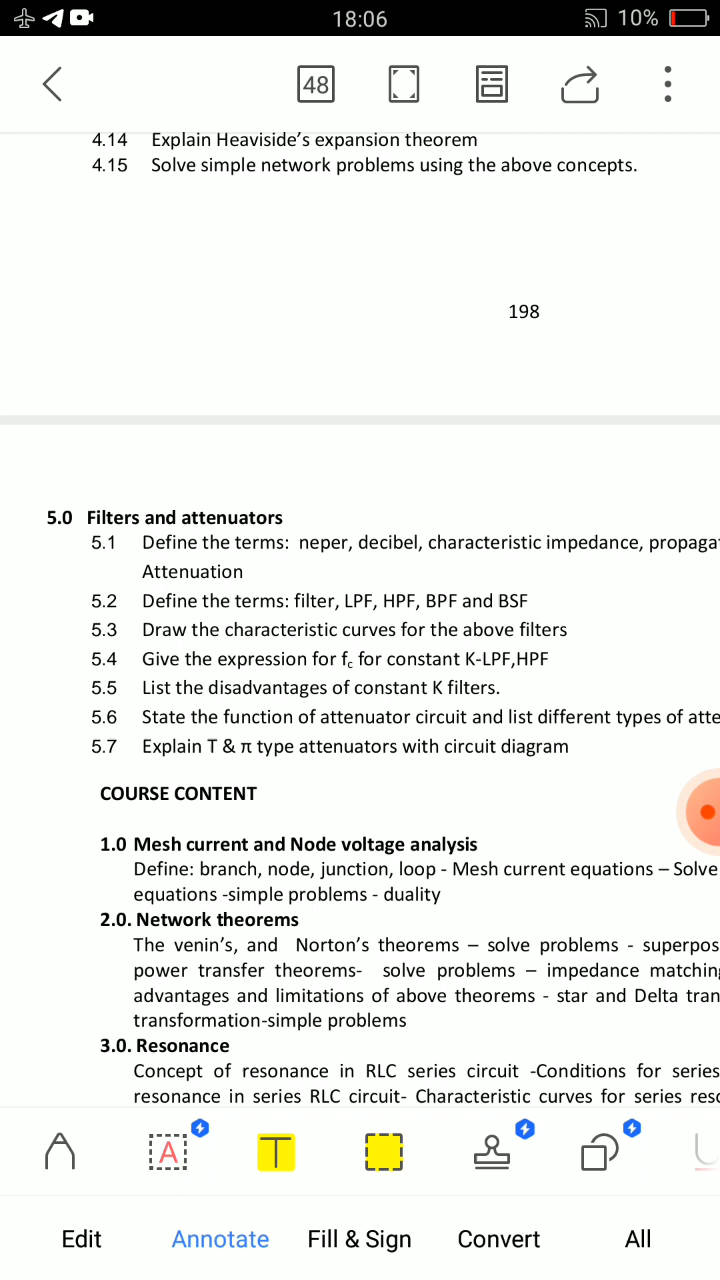 18:06
10%
48
4.14 Explain Heaviside's expansion theorem
4.15 Solve simple network problems using the above concepts.
198
5.0 Filters and attenuators
5.1 Define the terms: neper, decibel, characteristic impedance, propaga
Attenuation
5.2 Define the terms: filter, LPF, HPF, BPF and BSF
5.3 Draw the characteristic curves for the above filters
5.4 Give the expression for fc for constant K-LPF,HPF
5.5 List the disadvantages of constant K filters.
5.6 State the function of attenuator circuit and list different types of atte
5.7 Explain T & π type attenuators with circuit diagram
COURSE CONTENT
1.0 Mesh current and Node voltage analysis
Define: branch, node, junction, loop - Mesh current equations – Solve
equations -simple problems - duality
2.0. Network theorems
The venin's, and Norton's theorems – solve problems - superpos
power transfer theorems- solve problems – impedance matching
advantages and limitations of above theorems - star and Delta tran
transformation-simple problems
3.0. Resonance
Concept of resonance in RLC series circuit -Conditions for series
resonance in series RLC circuit- Characteristic curves for series reso
A
T
U
Edit
Annotate
Fill & Sign
Convert
All